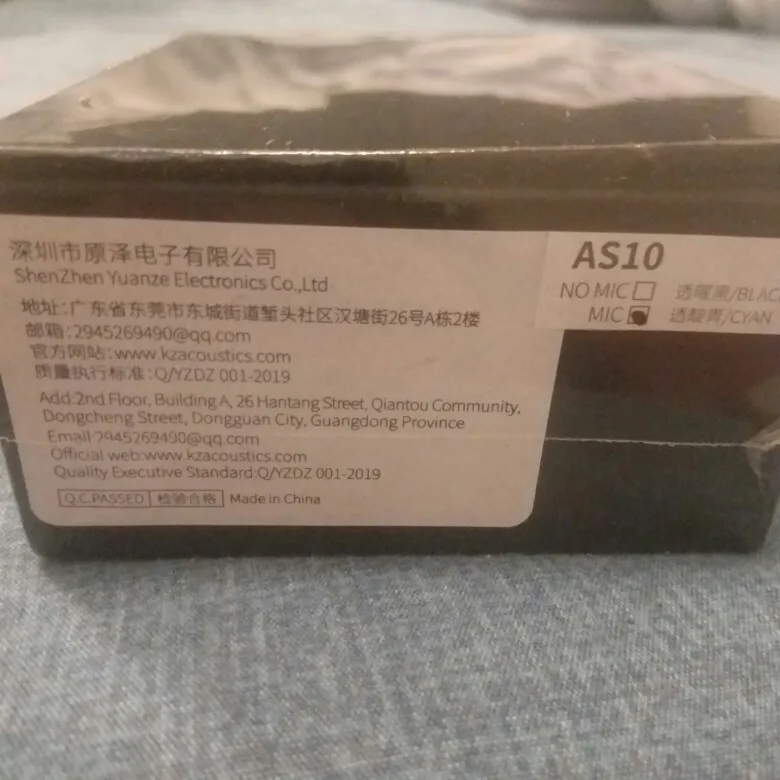 深圳市原泽电子有限公司
ShenZhen Yuanze Electronics Co.,Ltd
地址:广东省东莞市东城街道堑头社区汉塘街26号A栋2楼
邮箱:2945269490@qq.com
官方网站:www.kzacoustics.com
质量执行标准:Q/YZDZ 001-2019
Add:2nd Floor, Building A, 26 Hantang Street, Qiantou Community,
Dongcheng Street, Dongguan City, Guangdong Province
Email:2945269490@qq.com
Official web:www.kzacoustics.com
Quality Executive Standard:Q/YZDZ 001-2019
Q.C.PASSED 检验合格 Made in China
AS10
NO MIC 透曜黑/BLAC
MIC 透靛青/CYAN